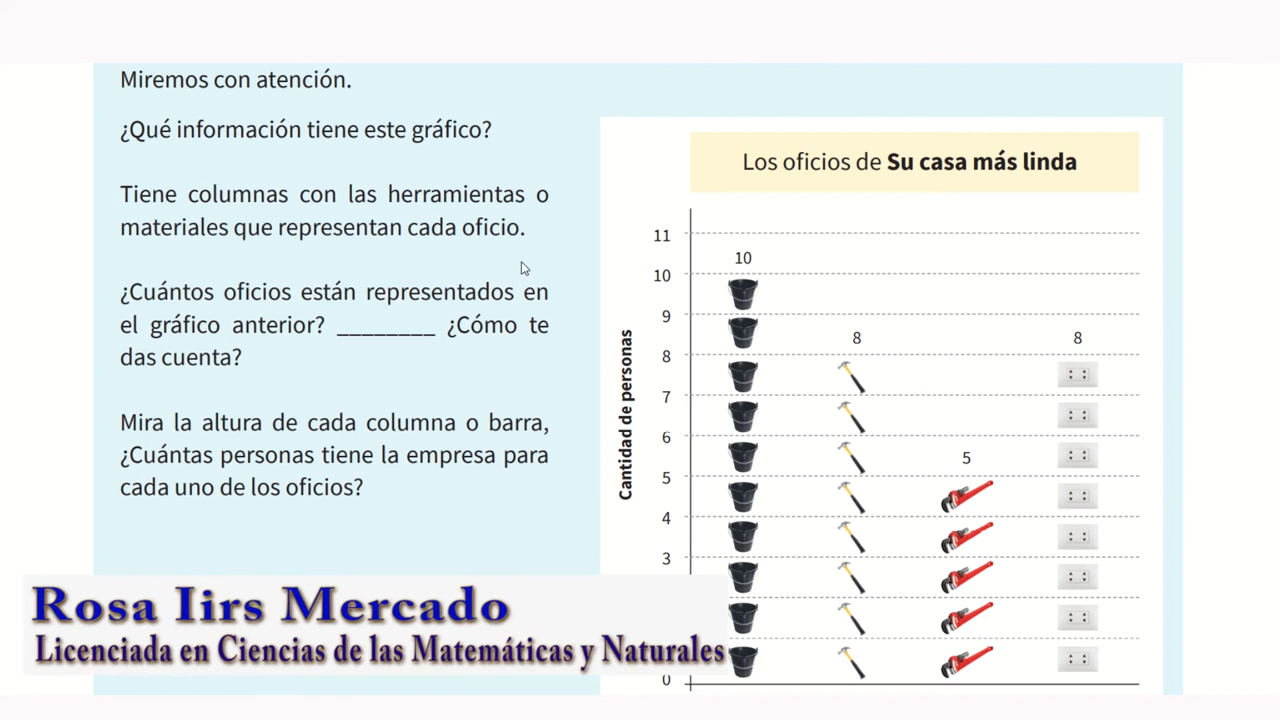 Miremos con atención.
¿Qué información tiene este gráfico?
Tiene columnas con las herramientas o
materiales que representan cada oficio.
¿Cuántos oficios están representados en
el gráfico anterior? ________ ¿Cómo te
das cuenta?
Mira la altura de cada columna o barra,
¿Cuántas personas tiene la empresa para
cada uno de los oficios?
Los oficios de Su casa más linda
Cantidad de personas
11
10
9
8
7
6
5
4
3
0
10
8
5
8
Rosa Iirs Mercado
Licenciada en Ciencias de las Matemáticas y Naturales